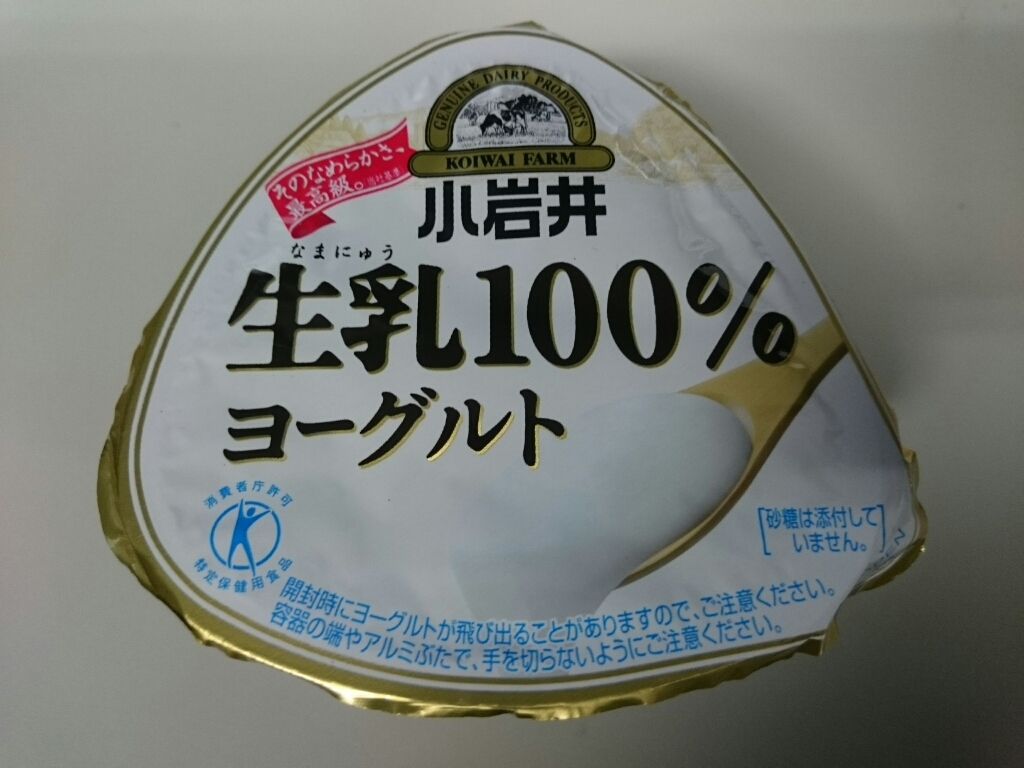 GENUINE DAIRY PRODUCTS
KOIWAI FARM
そのなめらかさ、
最高級。当社基準
小岩井
なまにゅう
生乳100%
ヨーグルト
消費者庁許可
特定保健用食品
[砂糖は添付して
いません。]
開封時にヨーグルトが飛び出ることがありますので、ご注意ください。
容器の端やアルミぶたで、手を切らないようにご注意ください。